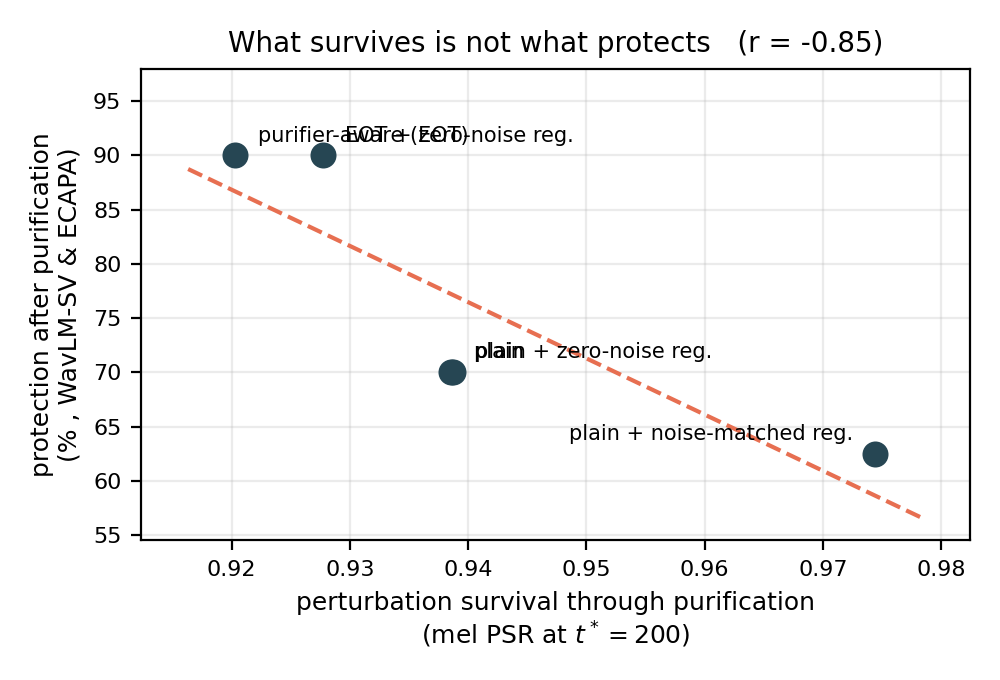 What survives is not what protects (r = -0.85)
protection after purification
(% , WavLM-SV & ECAPA)
95
90
85
80
75
70
65
60
55
purifier-aware (EOT)
EOT + zero-noise reg.
plain
plain + zero-noise reg.
plain + noise-matched reg.
0.92
0.93
0.94
0.95
0.96
0.97
0.98
perturbation survival through purification
(mel PSR at t* = 200)